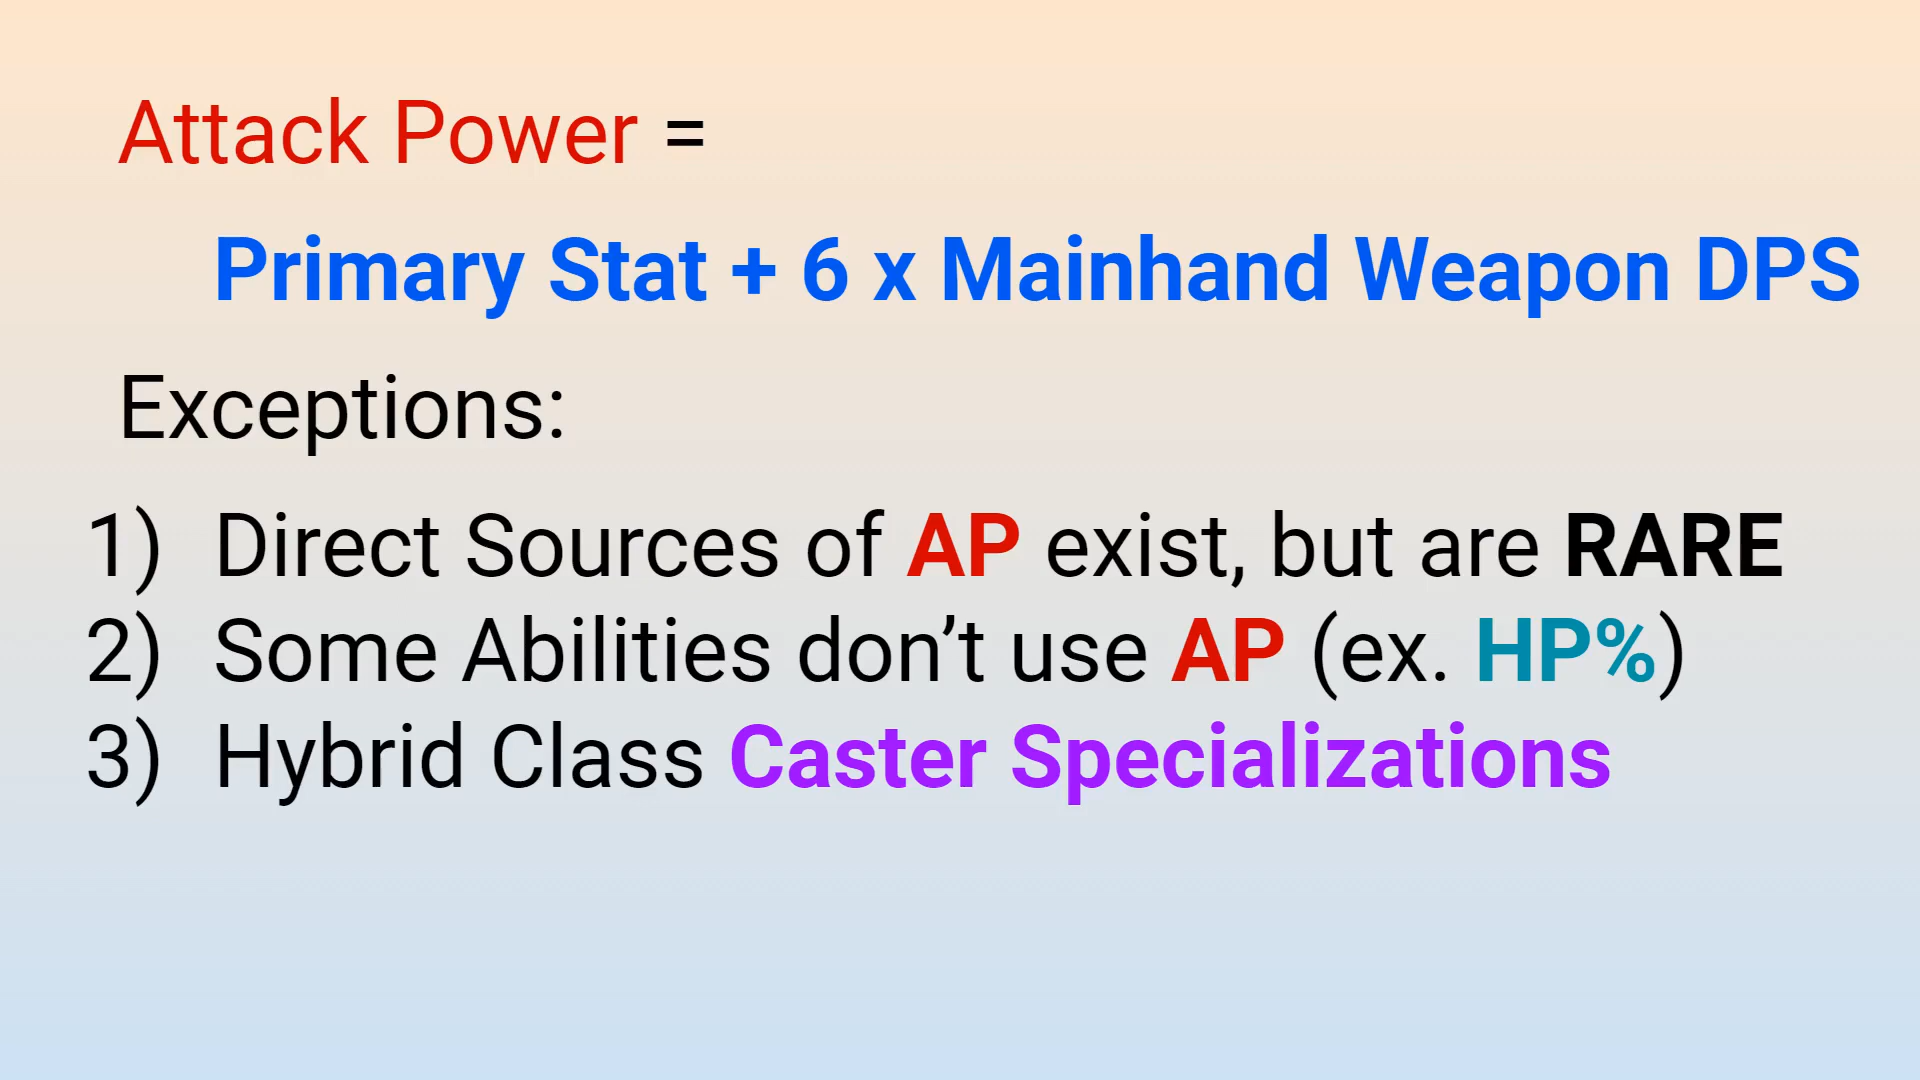 Attack Power =
Primary Stat + 6 x Mainhand Weapon DPS
Exceptions:
1) Direct Sources of AP exist, but are RARE
2) Some Abilities don’t use AP (ex. HP%)
3) Hybrid Class Caster Specializations